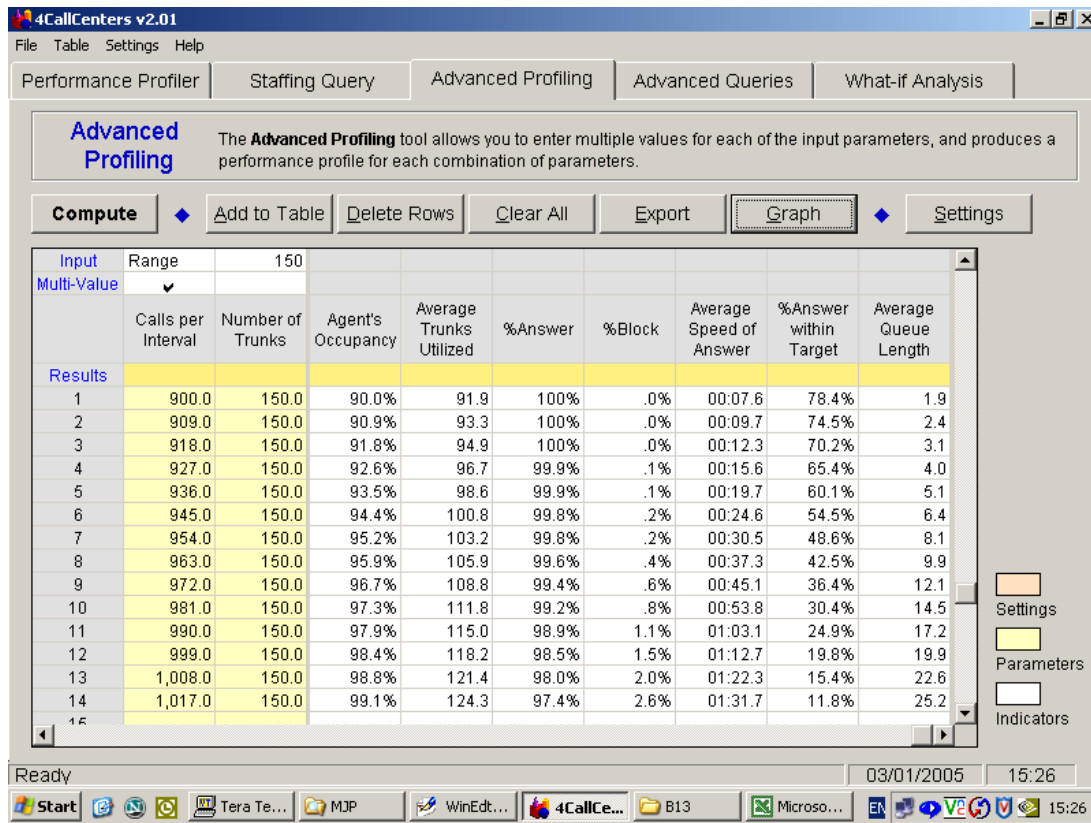 4CallCenters v2.01
File Table Settings Help
Performance Profiler Staffing Query Advanced Profiling Advanced Queries What-if Analysis
Advanced Profiling
The Advanced Profiling tool allows you to enter multiple values for each of the input parameters, and produces a
performance profile for each combination of parameters.
Compute Add to Table Delete Rows Clear All Export Graph Settings
Input Range 150
Multi-Value
Calls per Interval Number of Trunks Agent's Occupancy Average Trunks Utilized %Answer %Block Average Speed of Answer %Answer within Target Average Queue Length
Results
1 900.0 150.0 90.0% 91.9 100% .0% 00:07.6 78.4% 1.9
2 909.0 150.0 90.9% 93.3 100% .0% 00:09.7 74.5% 2.4
3 918.0 150.0 91.8% 94.9 100% .0% 00:12.3 70.2% 3.1
4 927.0 150.0 92.6% 96.7 99.9% .1% 00:15.6 65.4% 4.0
5 936.0 150.0 93.5% 98.6 99.9% .1% 00:19.7 60.1% 5.1
6 945.0 150.0 94.4% 100.8 99.8% .2% 00:24.6 54.5% 6.4
7 954.0 150.0 95.2% 103.2 99.8% .2% 00:30.5 48.6% 8.1
8 963.0 150.0 95.9% 105.9 99.6% .4% 00:37.3 42.5% 9.9
9 972.0 150.0 96.7% 108.8 99.4% .6% 00:45.1 36.4% 12.1
10 981.0 150.0 97.3% 111.8 99.2% .8% 00:53.8 30.4% 14.5
11 990.0 150.0 97.9% 115.0 98.9% 1.1% 01:03.1 24.9% 17.2
12 999.0 150.0 98.4% 118.2 98.5% 1.5% 01:12.7 19.8% 19.9
13 1,008.0 150.0 98.8% 121.4 98.0% 2.0% 01:22.3 15.4% 22.6
14 1,017.0 150.0 99.1% 124.3 97.4% 2.6% 01:31.7 11.8% 25.2
15
Settings
Parameters
Indicators
Ready 03/01/2005 15:26
Start Tera Te... MJP WinEdt... 4CallCe... B13 Microso... EN 15:26